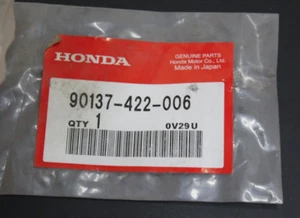 HONDA
GENUINE PARTS
Honda Motor Co., Ltd.
Made in Japan
90137-422-006
QTY 1 0V29U